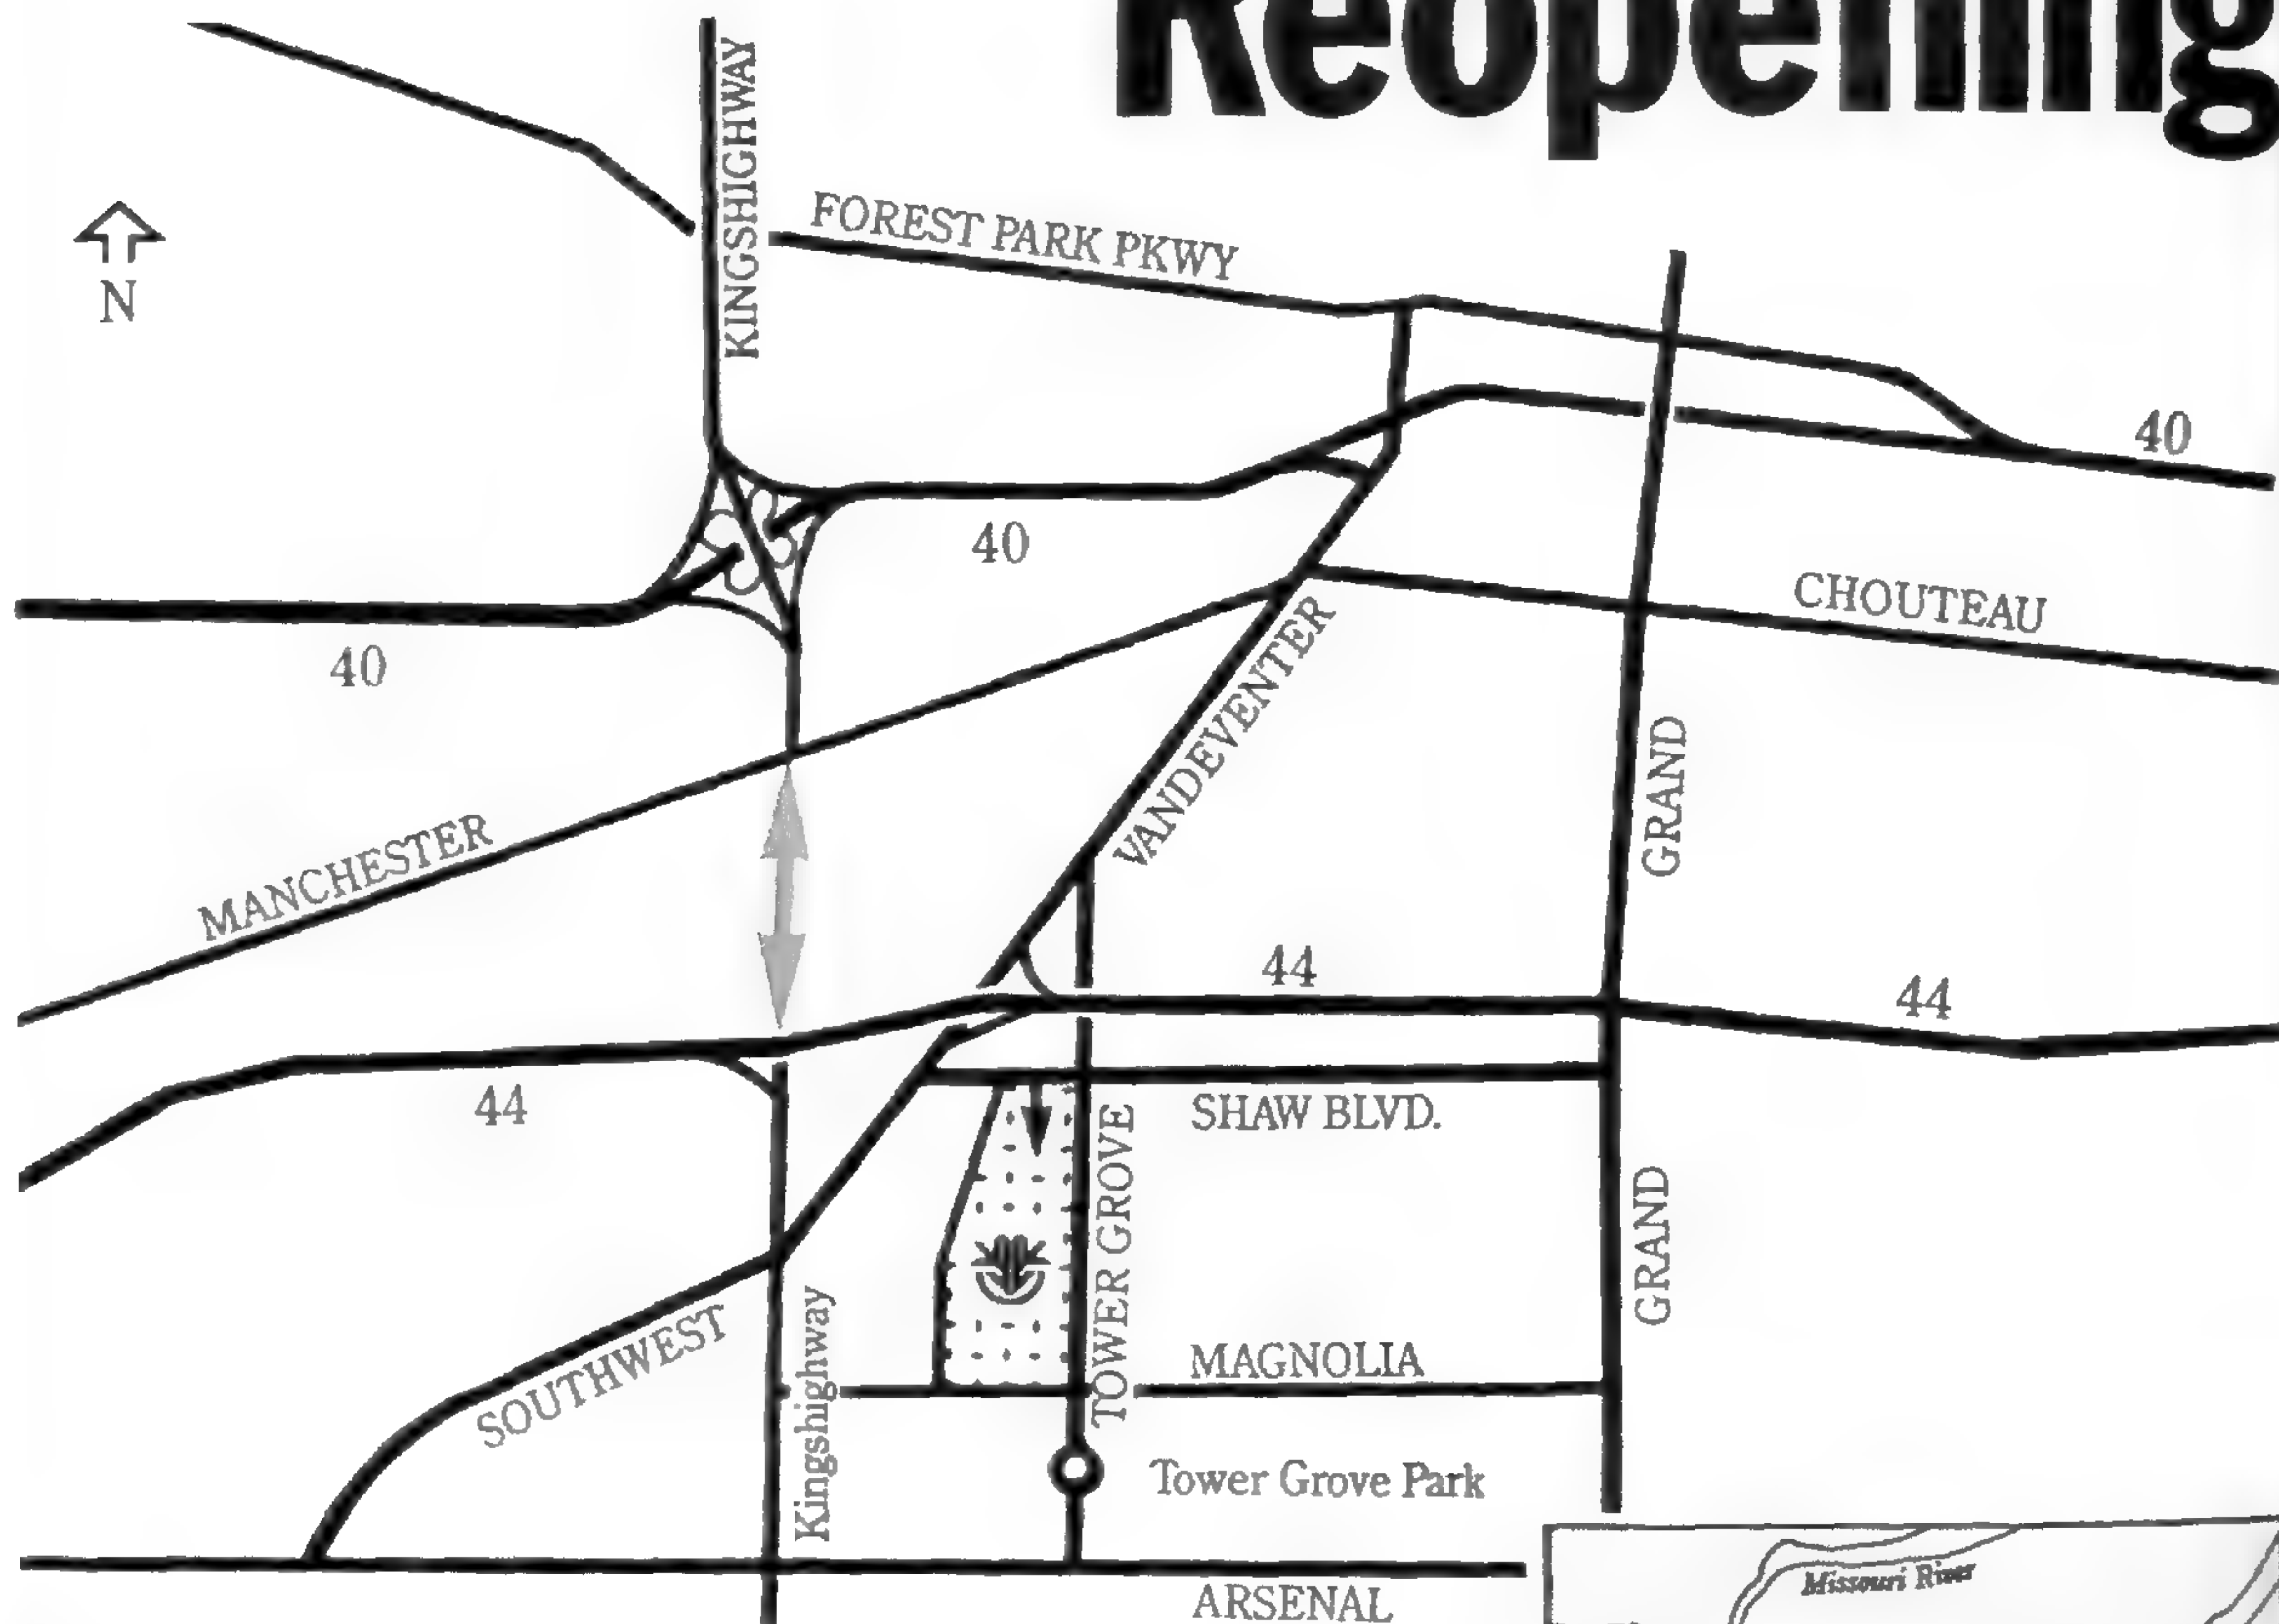 Reopening
KINGSHIGHWAY
FOREST PARK PKWY
N
40
40
CHOUTEAU
40
VANDEVENTER
GRAND
MANCHESTER
44
44
44
SHAW BLVD.
TOWER GROVE
GRAND
SOUTHWEST
Kingshighway
MAGNOLIA
Tower Grove Park
Missouri River
ARSENAL